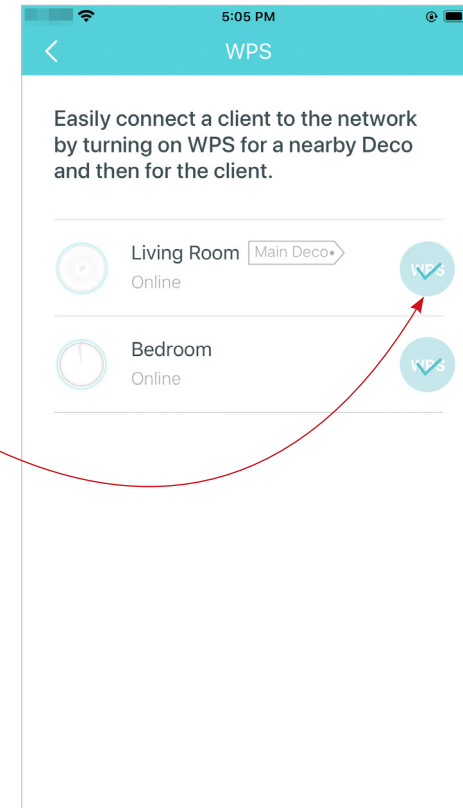 5:05 PM
WPS
Easily connect a client to the network
by turning on WPS for a nearby Deco
and then for the client.
Living Room Main Deco
WPS
Online
Bedroom
WPS
Online